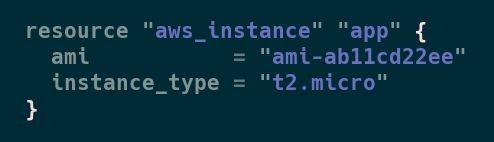 resource "aws_instance" "app" {
  ami           = "ami-ab11cd22ee"
  instance_type = "t2.micro"
}